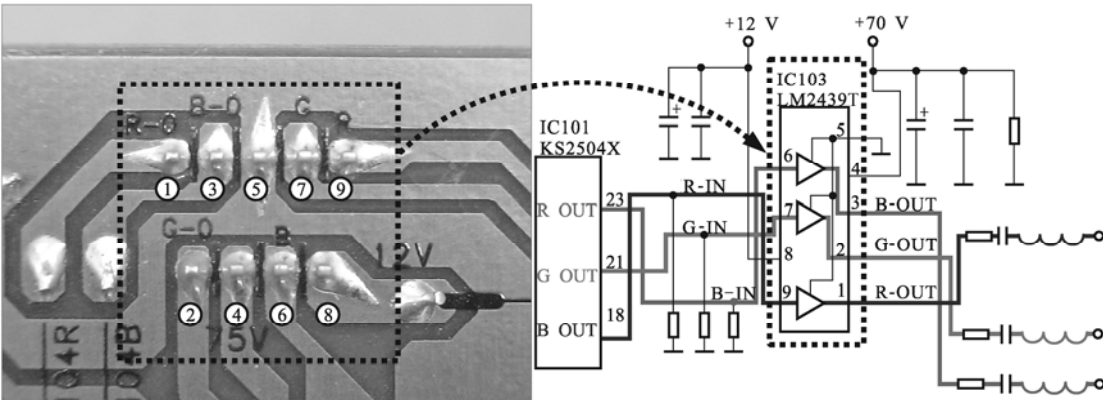 B-O
G
R
R-O
1
3
5
7
9
G-O
B
12V
2
4
6
8
75V
104R
104B
+12 V
+70 V
IC103
LM2439T
IC101
KS2504X
+
+
5
6
4
R-IN
23
3
R OUT
7
B-OUT
G-IN
2
G-OUT
21
8
G OUT
B-IN
9
1
R-OUT
18
B OUT